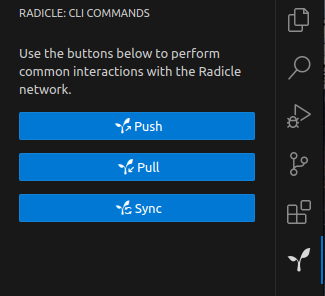 RADICLE: CLI COMMANDS
Use the buttons below to perform
common interactions with the Radicle
network.
Push
Pull
Sync